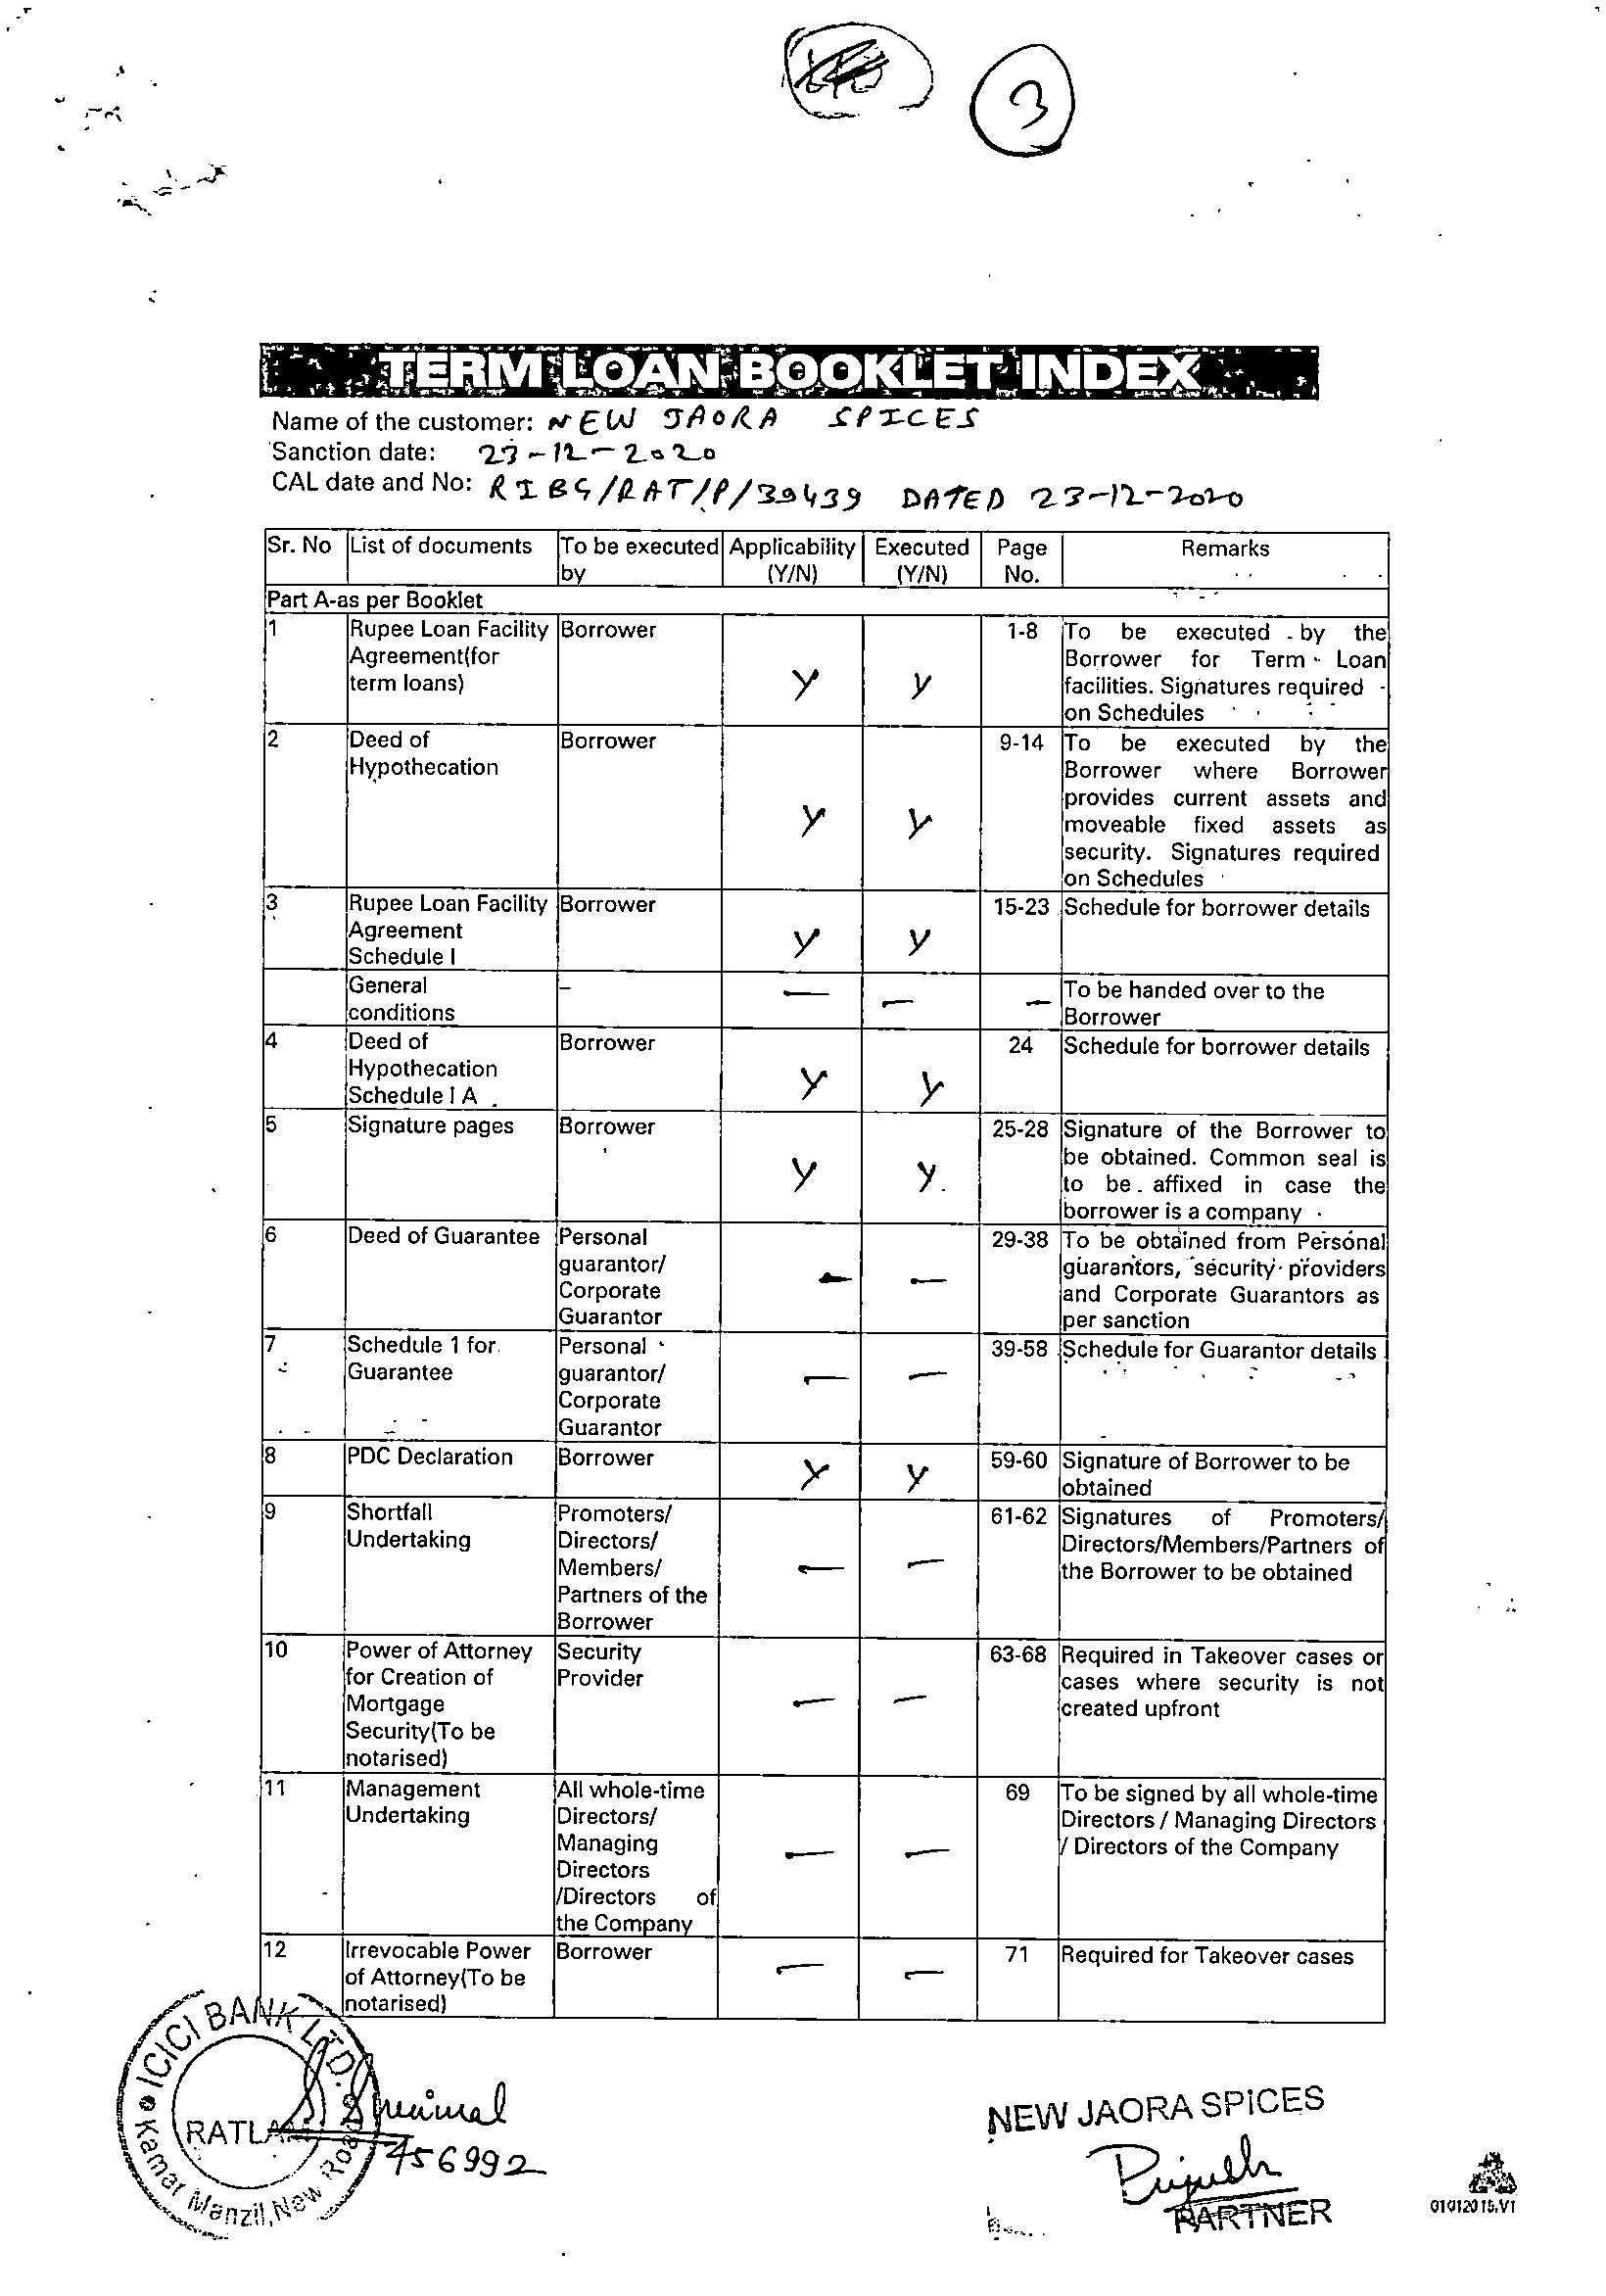 3
TERM LOAN BOOKLET INDEX
Name of the customer: NEW JAORA SPICES
Sanction date: 23-12-2020
CAL date and No: RIBG/RAT/P/39439 DATED 23-12-2020
Sr. No List of documents To be executed by Applicability (Y/N) Executed (Y/N) Page No. Remarks
Part A-as per Booklet
1 Rupee Loan Facility Agreement(for term loans) Borrower Y Y 1-8 To be executed by the Borrower for Term Loan facilities. Signatures required on Schedules
2 Deed of Hypothecation Borrower Y Y 9-14 To be executed by the Borrower where Borrower provides current assets and moveable fixed assets as security. Signatures required on Schedules
3 Rupee Loan Facility Agreement Schedule I Borrower Y Y 15-23 Schedule for borrower details
General conditions – — — — To be handed over to the Borrower
4 Deed of Hypothecation Schedule I A Borrower Y Y 24 Schedule for borrower details
5 Signature pages Borrower Y Y 25-28 Signature of the Borrower to be obtained. Common seal is to be affixed in case the borrower is a company
6 Deed of Guarantee Personal guarantor/ Corporate Guarantor — — 29-38 To be obtained from Personal guarantors, security providers and Corporate Guarantors as per sanction
7 Schedule 1 for Guarantee Personal guarantor/ Corporate Guarantor — — 39-58 Schedule for Guarantor details
8 PDC Declaration Borrower Y Y 59-60 Signature of Borrower to be obtained
9 Shortfall Undertaking Promoters/ Directors/ Members/ Partners of the Borrower — — 61-62 Signatures of Promoters/ Directors/Members/Partners of the Borrower to be obtained
10 Power of Attorney for Creation of Mortgage Security(To be notarised) Security Provider — — 63-68 Required in Takeover cases or cases where security is not created upfront
11 Management Undertaking All whole-time Directors/ Managing Directors /Directors of the Company — — 69 To be signed by all whole-time Directors / Managing Directors / Directors of the Company
12 Irrevocable Power of Attorney(To be notarised) Borrower — — 71 Required for Takeover cases
ICICI BANK LTD.
Kamar Manzil, New Road
456992
NEW JAORA SPICES
PARTNER
01012015.V1